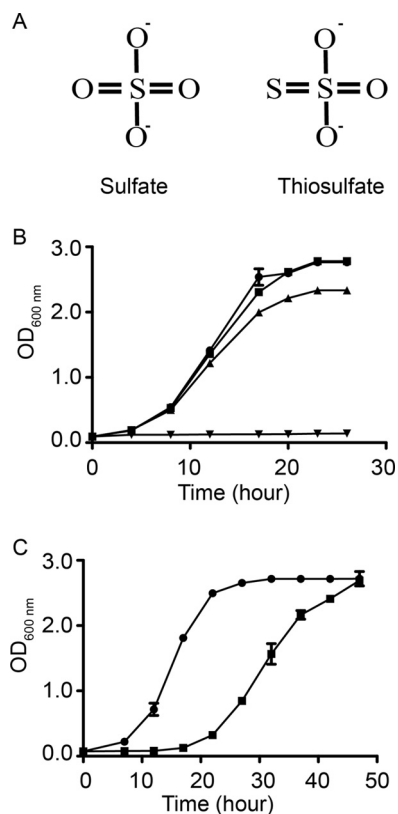 A
O⁻ O⁻
O=S=O S=S=O
O⁻ O⁻
Sulfate Thiosulfate
B
3.0
2.0
1.0
0.0
OD600 nm
0 10 20 30
Time (hour)
C
3.0
2.0
1.0
0.0
OD600 nm
0 10 20 30 40 50
Time (hour)